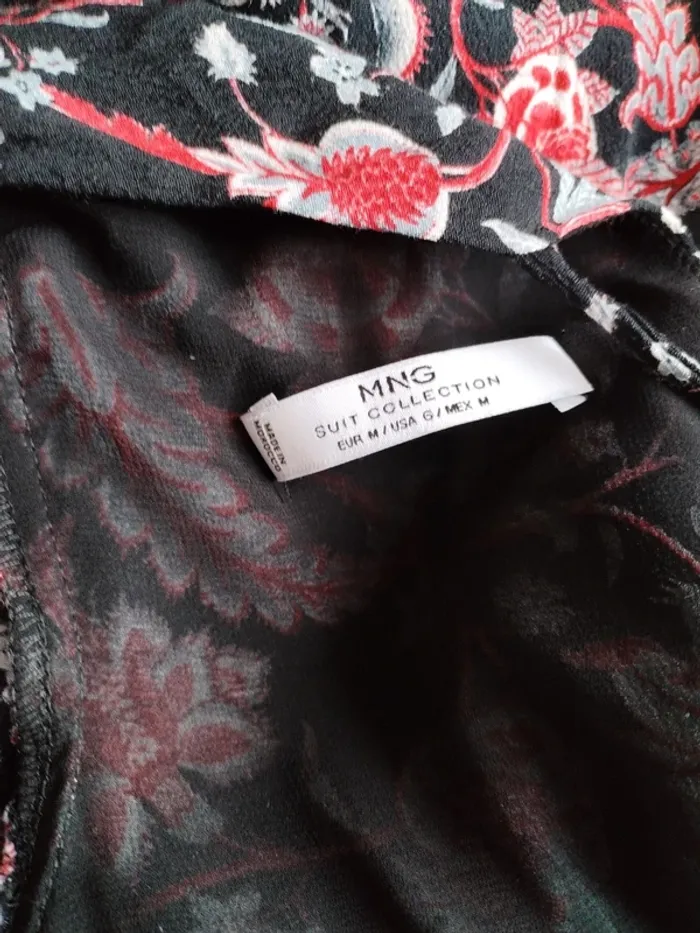 MNG
SUIT COLLECTION
EUR M / USA 6 / MEX M
MADE IN
MOROCCO